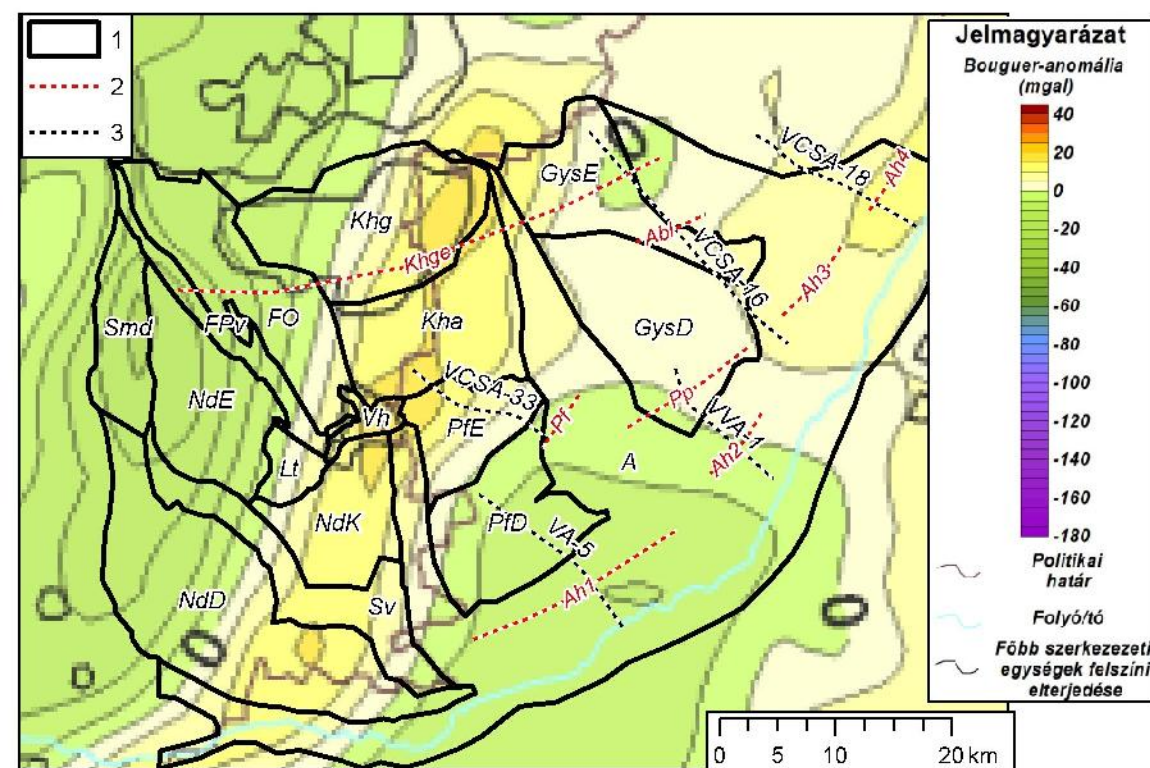 1
2
3
Jelmagyarázat
Bouguer-anomália
(mgal)
40
20
0
-20
-40
-60
-80
-100
-120
-140
-160
-180
Politikai
határ
Folyó/tó
Főbb szerkezezeti
egységek felszíni
elterjedése
GysE
VCSA-18
Ah4
Khg
Abl
Khge
VCSA-16
Ah3
Smd
FPv
FO
Kha
GysD
NdE
VCSA-33
Vh
PfE
Pf
Pp
VVA-1
Ah2
Lt
A
NdK
PfD
VA-5
Ah1
NdD
Sv
0
5
10
20 km